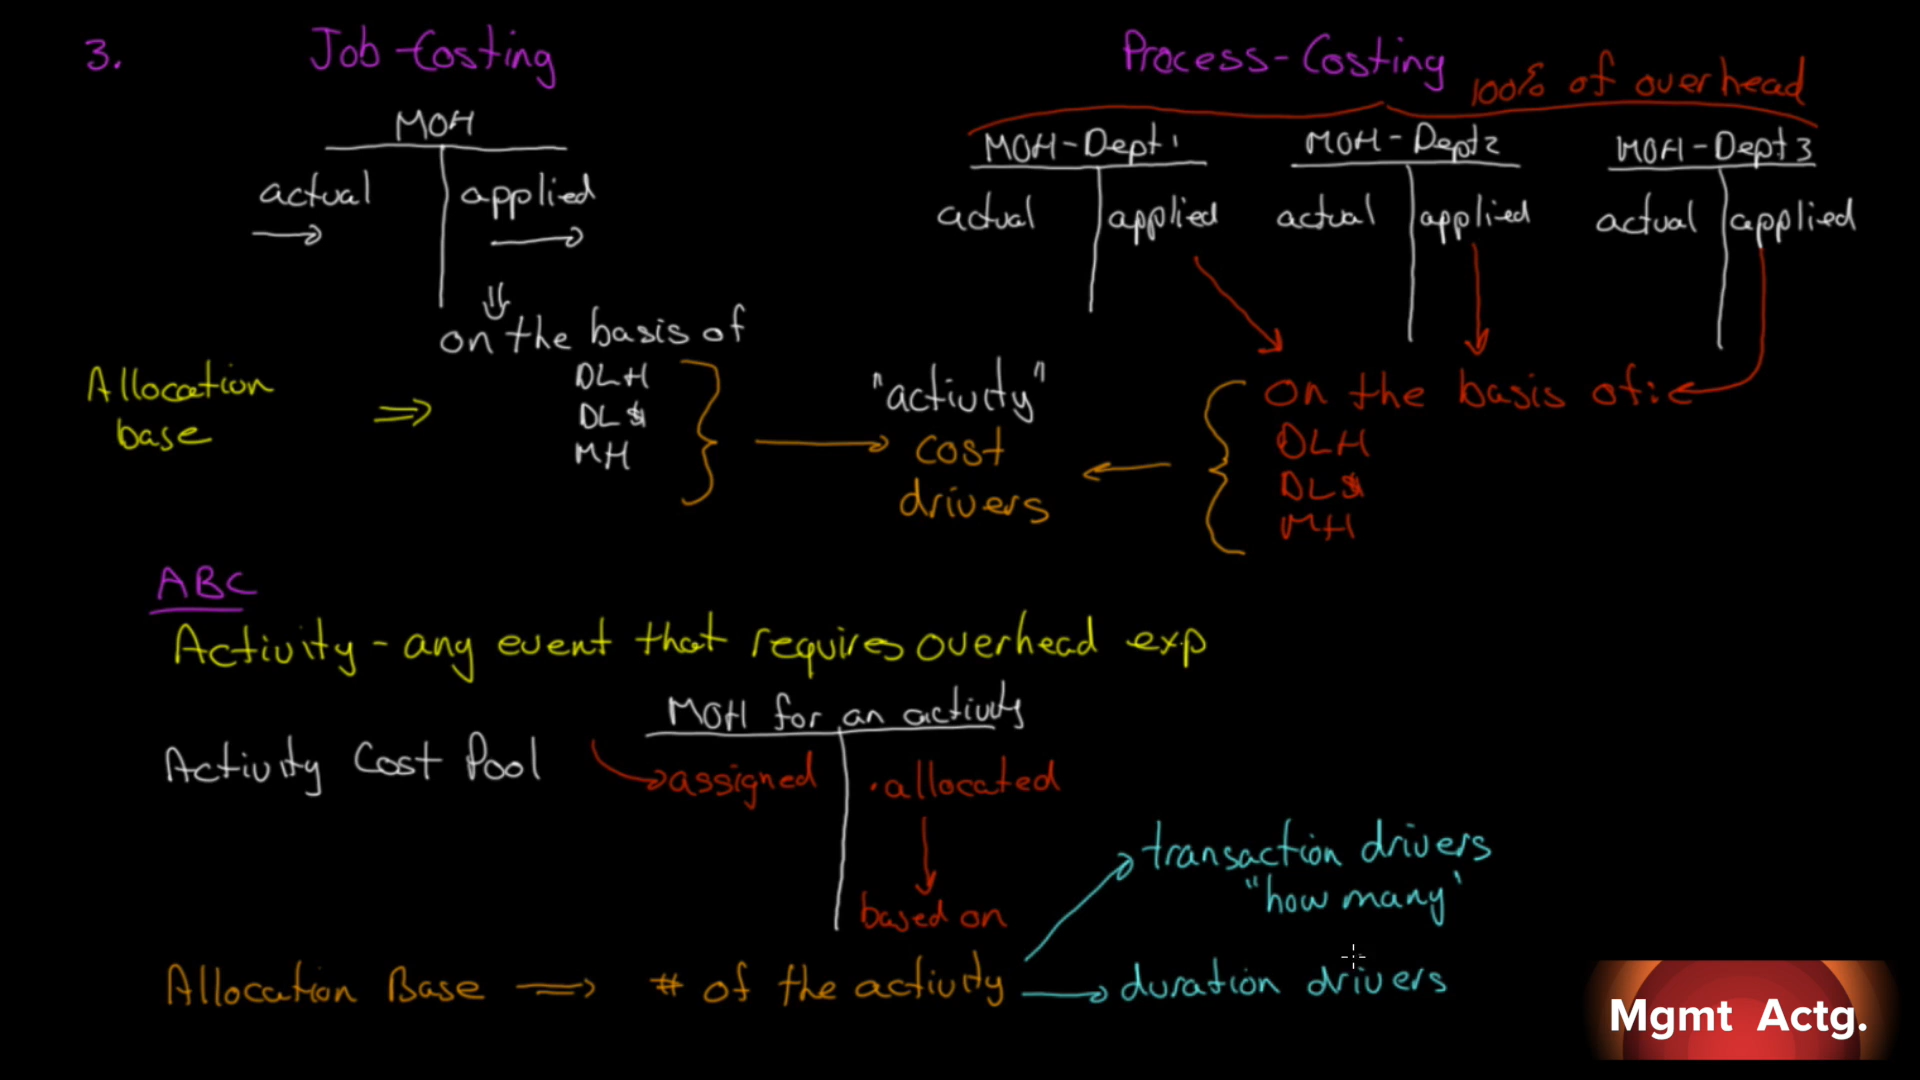 3. Job-Costing
Process-Costing
100% of overhead
MOH
actual applied
MOH-Dept 1
actual applied
MOH-Dept 2
actual applied
MOH-Dept 3
actual applied
on the basis of
DLH
DL$
MH
Allocation
base
"activity"
cost
drivers
on the basis of:
DLH
DL$
MH
ABC
Activity - any event that requires overhead exp
MOH for an activity
Activity Cost Pool
assigned
allocated
based on
transaction drivers
"how many"
Allocation Base => # of the activity
duration drivers
Mgmt Actg.